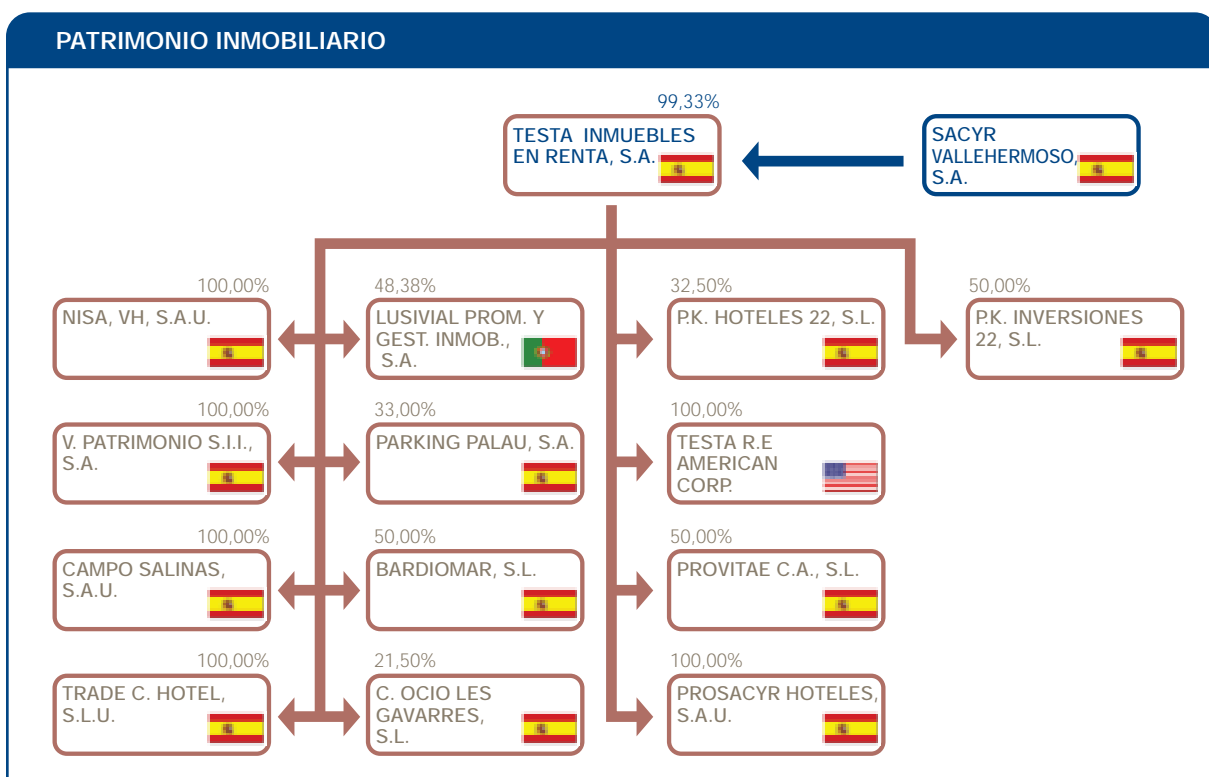 PATRIMONIO INMOBILIARIO
99,33%
TESTA INMUEBLES
EN RENTA, S.A.
SACYR
VALLEHERMOSO,
S.A.
100,00%
NISA, VH, S.A.U.
48,38%
LUSIVIAL PROM. Y
GEST. INMOB.,
S.A.
32,50%
P.K. HOTELES 22, S.L.
50,00%
P.K. INVERSIONES
22, S.L.
100,00%
V. PATRIMONIO S.I.I.,
S.A.
33,00%
PARKING PALAU, S.A.
100,00%
TESTA R.E
AMERICAN
CORP.
100,00%
CAMPO SALINAS,
S.A.U.
50,00%
BARDIOMAR, S.L.
50,00%
PROVITAE C.A., S.L.
100,00%
TRADE C. HOTEL,
S.L.U.
21,50%
C. OCIO LES
GAVARRES,
S.L.
100,00%
PROSACYR HOTELES,
S.A.U.